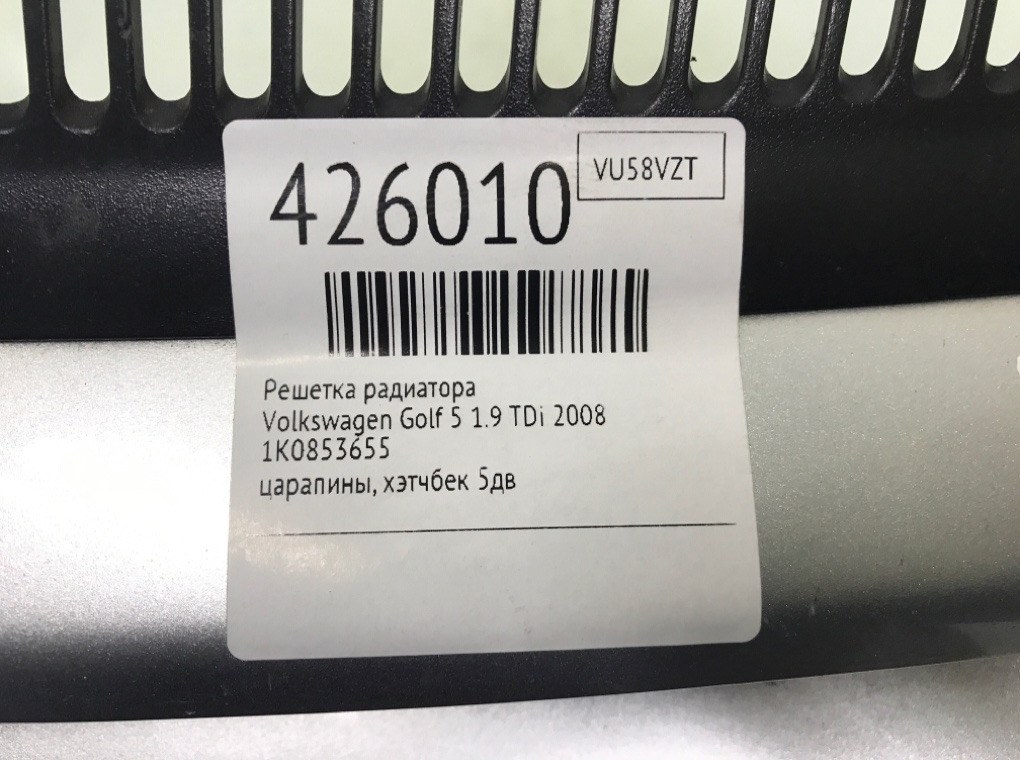 426010
VU58VZT
Решетка радиатора
Volkswagen Golf 5 1.9 TDi 2008
1K0853655
царапины, хэтчбек 5дв